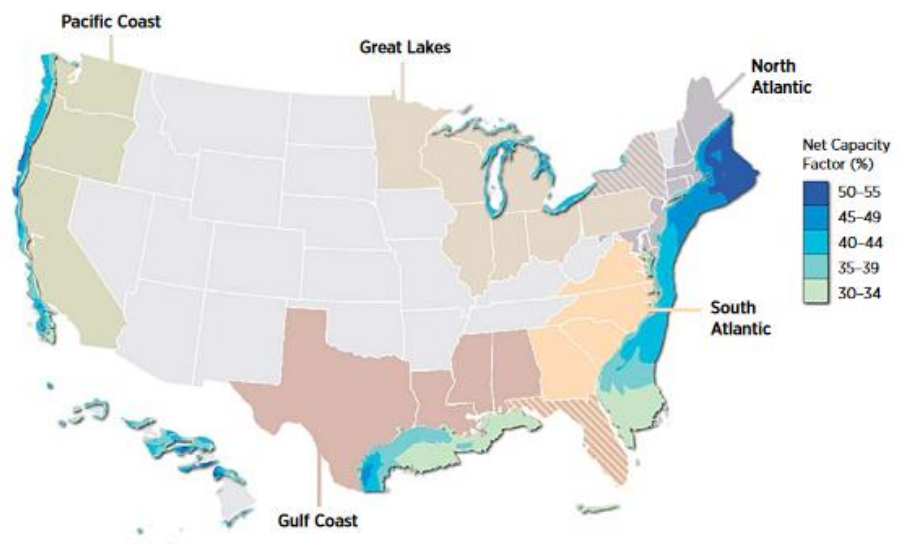 Pacific Coast
Great Lakes
North
Atlantic
Net Capacity
Factor (%)
50–55
45–49
40–44
35–39
30–34
South
Atlantic
Gulf Coast